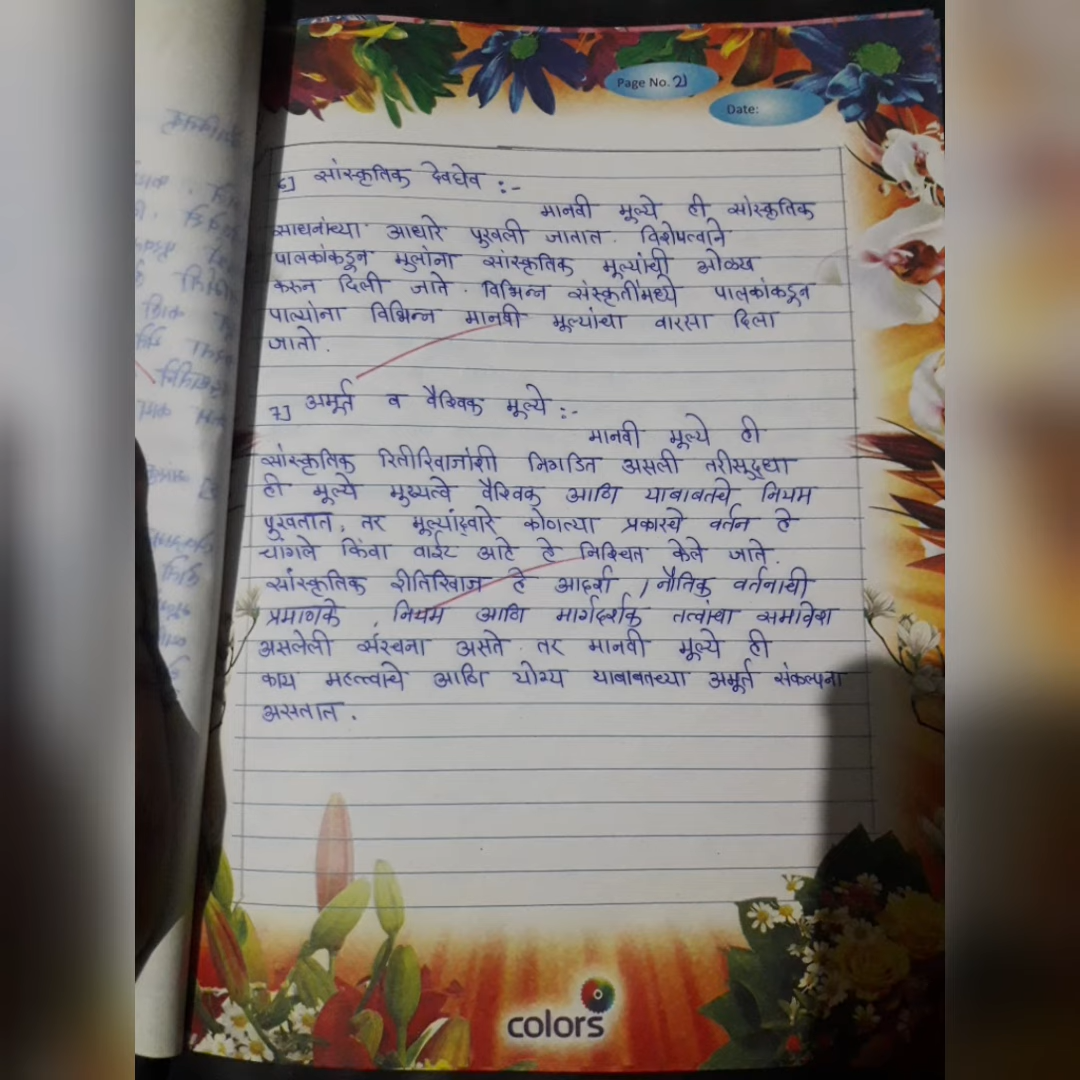 Page No. 21
Date:
6] सांस्कृतिक देवघेव :-
मानवी मूल्ये ही सांस्कृतिक
साधनांच्या आधारे पुरवली जातात. विशेषत्वाने
पालकांकडून मुलांना सांस्कृतिक मूल्यांची ओळख
करुन दिली जाते. विभिन्न संस्कृतींमध्ये पालकांकडून
पाल्यांना विभिन्न मानवी मूल्यांचा वारसा दिला
जातो.
7] अमूर्त व वैश्विक मूल्ये :-
मानवी मूल्ये ही
सांस्कृतिक रितीरिवाजांशी निगडित असली तरीसुद्धा
ही मूल्ये मुख्यत्वे वैश्विक आणि याबाबतचे नियम
पुरवतात, तर मूल्यांद्वारे कोणत्या प्रकारचे वर्तन हे
चांगले किंवा वाईट आहे हे निश्चित केले जाते.
सांस्कृतिक रीतिरिवाज हे आदर्श, नैतिक वर्तनाची
प्रमाणके, नियम आणि मार्गदर्शक तत्वांचा समावेश
असलेली संरचना असते. तर मानवी मूल्ये ही
काय महत्त्वाचे आणि योग्य याबाबतच्या अमूर्त संकल्पना
असतात.
colors